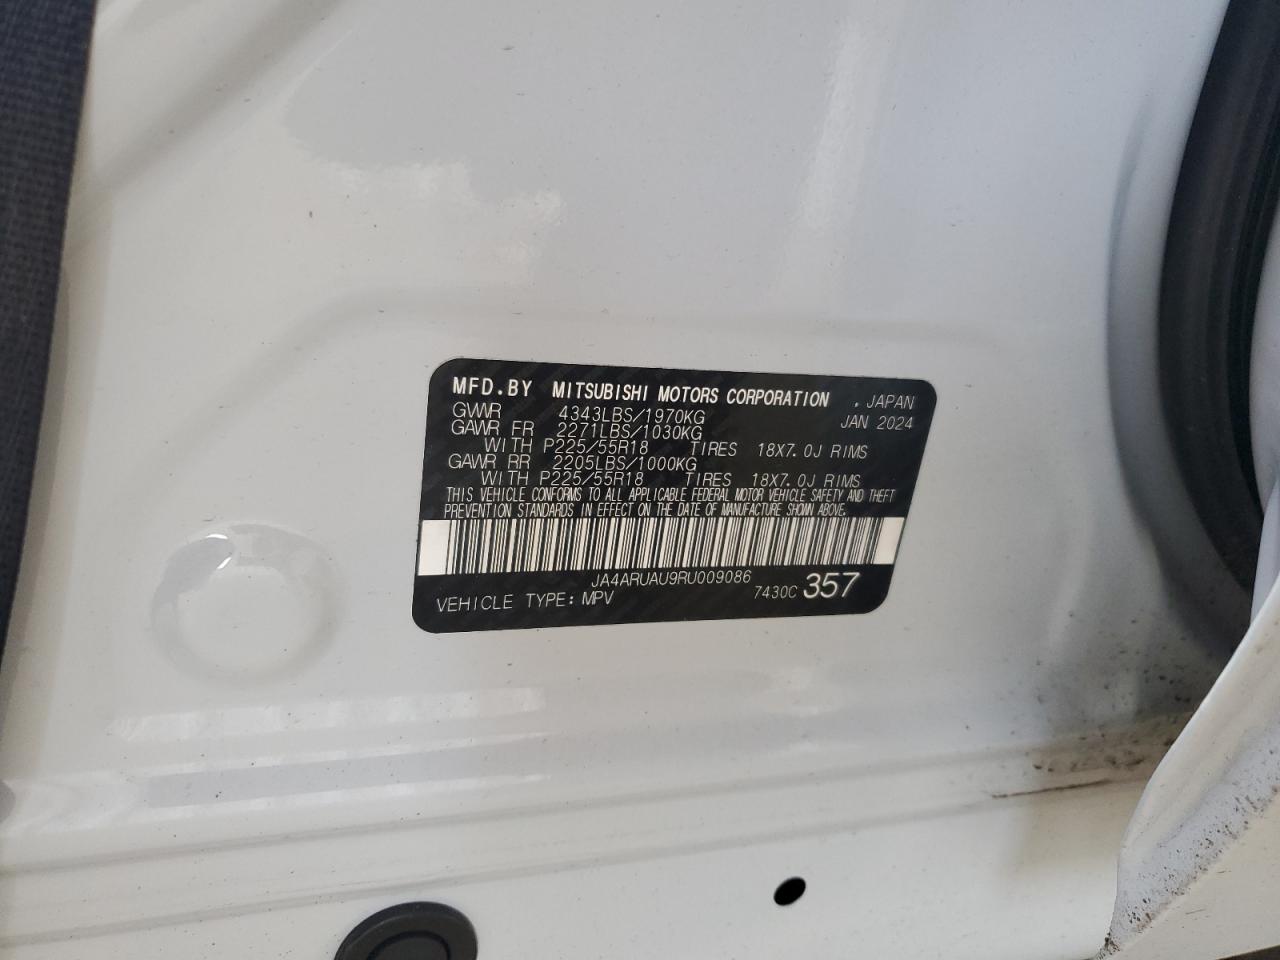 MFD.BY MITSUBISHI MOTORS CORPORATION . JAPAN
GVWR 4343LBS/1970KG JAN 2024
GAWR FR 2271LBS/1030KG
WITH P225/55R18 TIRES 18X7.0J RIMS
GAWR RR 2205LBS/1000KG
WITH P225/55R18 TIRES 18X7.0J RIMS
THIS VEHICLE CONFORMS TO ALL APPLICABLE FEDERAL MOTOR VEHICLE SAFETY AND THEFT
PREVENTION STANDARDS IN EFFECT ON THE DATE OF MANUFACTURE SHOWN ABOVE.
JA4ARUAU9RU009086
VEHICLE TYPE: MPV 7430C 357